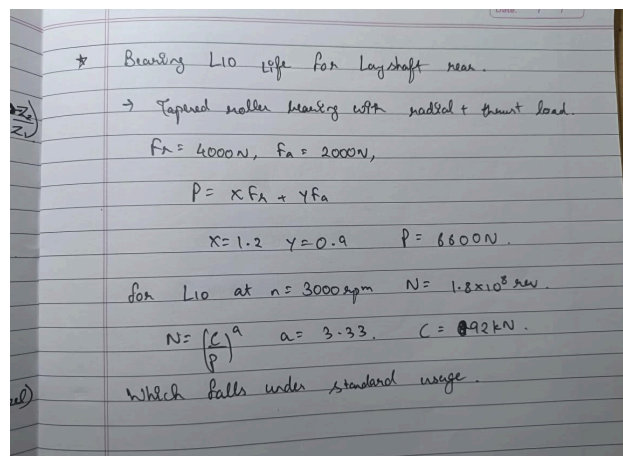 Date.
* Bearing L10 Life for Layshaft rear.
→ Tapered roller bearing with radial + thrust load.
Fr = 4000N, Fa = 2000N,
P = XFr + YFa
X = 1.2 Y = 0.9 P = 6600N.
for L10 at n = 3000rpm N = 1.8×10⁸ rev.
N = (C/P)ᵃ a = 3.33. C = 92kN.
Which falls under standard usage.